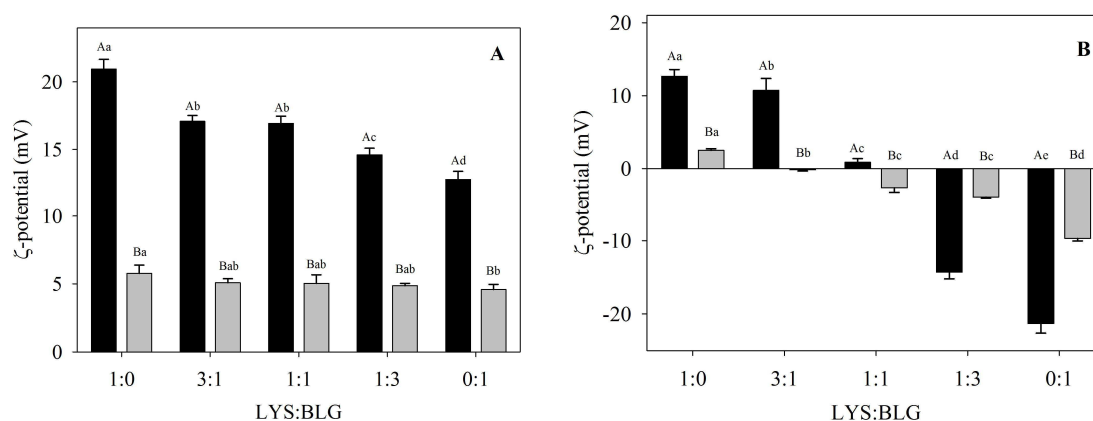 A
Aa
Ab
Ab
Ac
Ad
Ba
Bab
Bab
Bab
Bb
20
15
10
5
0
ζ-potential (mV)
1:0 3:1 1:1 1:3 0:1
LYS:BLG
B
Aa
Ab
Ba
Bb
Ac
Bc
Ad
Bc
Ae
Bd
20
10
0
-10
-20
ζ-potential (mV)
1:0 3:1 1:1 1:3 0:1
LYS:BLG